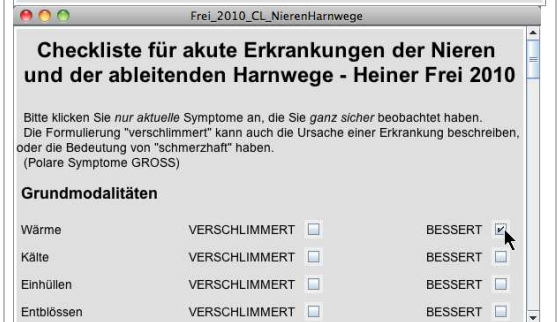 Frei_2010_CL_NierenHarnwege
Checkliste für akute Erkrankungen der Nieren
und der ableitenden Harnwege - Heiner Frei 2010
Bitte klicken Sie nur aktuelle Symptome an, die Sie ganz sicher beobachtet haben.
Die Formulierung "verschlimmert" kann auch die Ursache einer Erkrankung beschreiben,
oder die Bedeutung von "schmerzhaft" haben.
(Polare Symptome GROSS)
Grundmodalitäten
Wärme VERSCHLIMMERT BESSERT
Kälte VERSCHLIMMERT BESSERT
Einhüllen VERSCHLIMMERT BESSERT
Entblössen VERSCHLIMMERT BESSERT